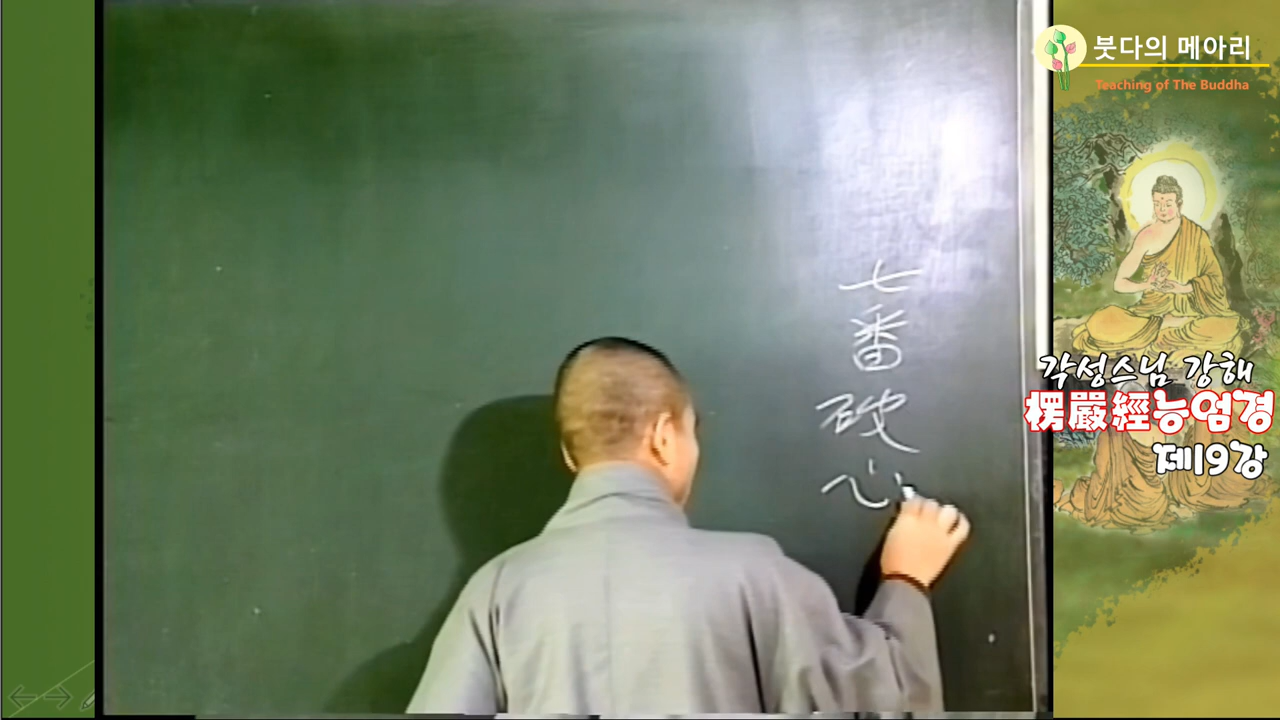 七番破心
붓다의 메아리
Teaching of The Buddha
각성스님 강해
楞嚴經능엄경
제19강